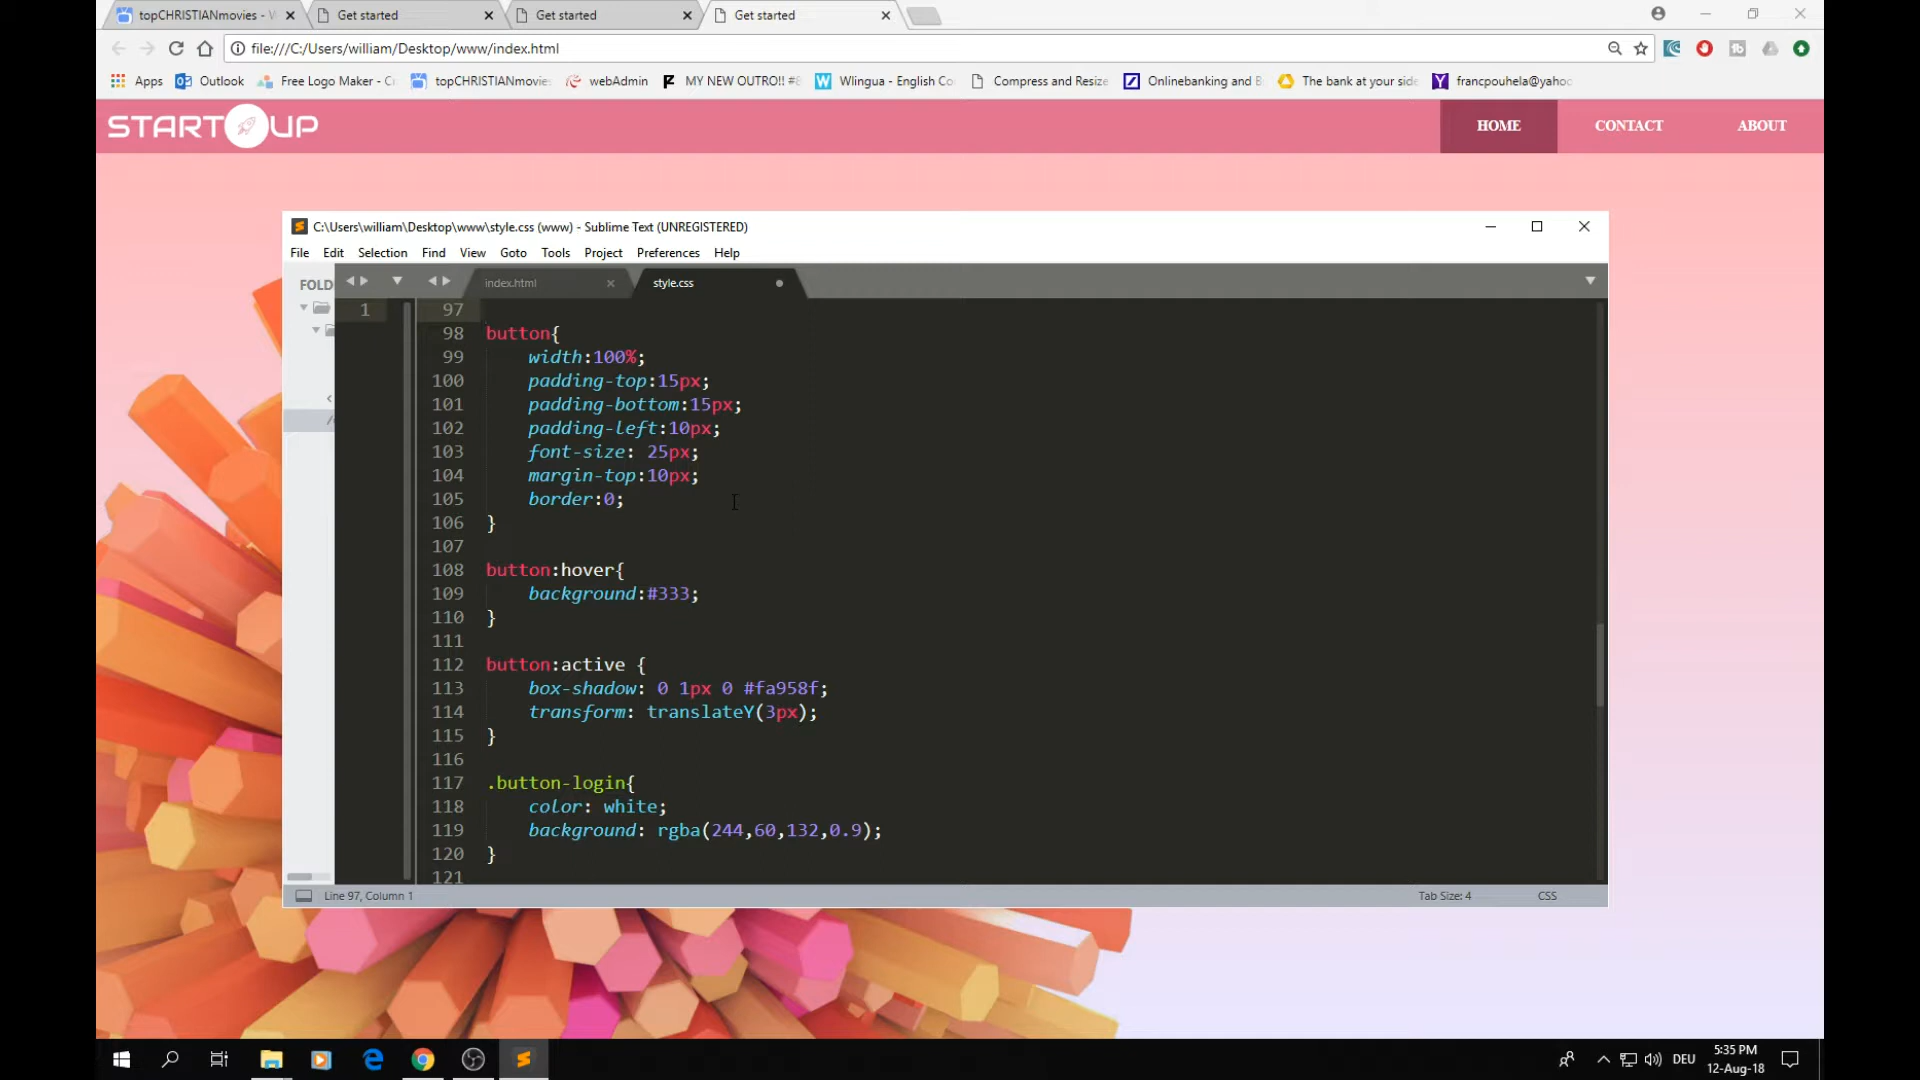 topCHRISTIANmovies - W
Get started
Get started
Get started
file:///C:/Users/william/Desktop/www/index.html
Apps
Outlook
Free Logo Maker - Cr
topCHRISTIANmovies
webAdmin
MY NEW OUTRO!! #8
Wlingua - English Co
Compress and Resize
Onlinebanking and B
The bank at your side
francpouhela@yahoo
START UP
HOME
CONTACT
ABOUT
C:\Users\william\Desktop\www\style.css (www) - Sublime Text (UNREGISTERED)
File Edit Selection Find View Goto Tools Project Preferences Help
FOLD
index.html
style.css
1
97
98 button{
99 width:100%;
100 padding-top:15px;
101 padding-bottom:15px;
102 padding-left:10px;
103 font-size: 25px;
104 margin-top:10px;
105 border:0;
106 }
107
108 button:hover{
109 background:#333;
110 }
111
112 button:active {
113 box-shadow: 0 1px 0 #fa958f;
114 transform: translateY(3px);
115 }
116
117 .button-login{
118 color: white;
119 background: rgba(244,60,132,0.9);
120 }
121
Line 97, Column 1
Tab Size: 4
CSS
DEU
5:35 PM
12-Aug-18